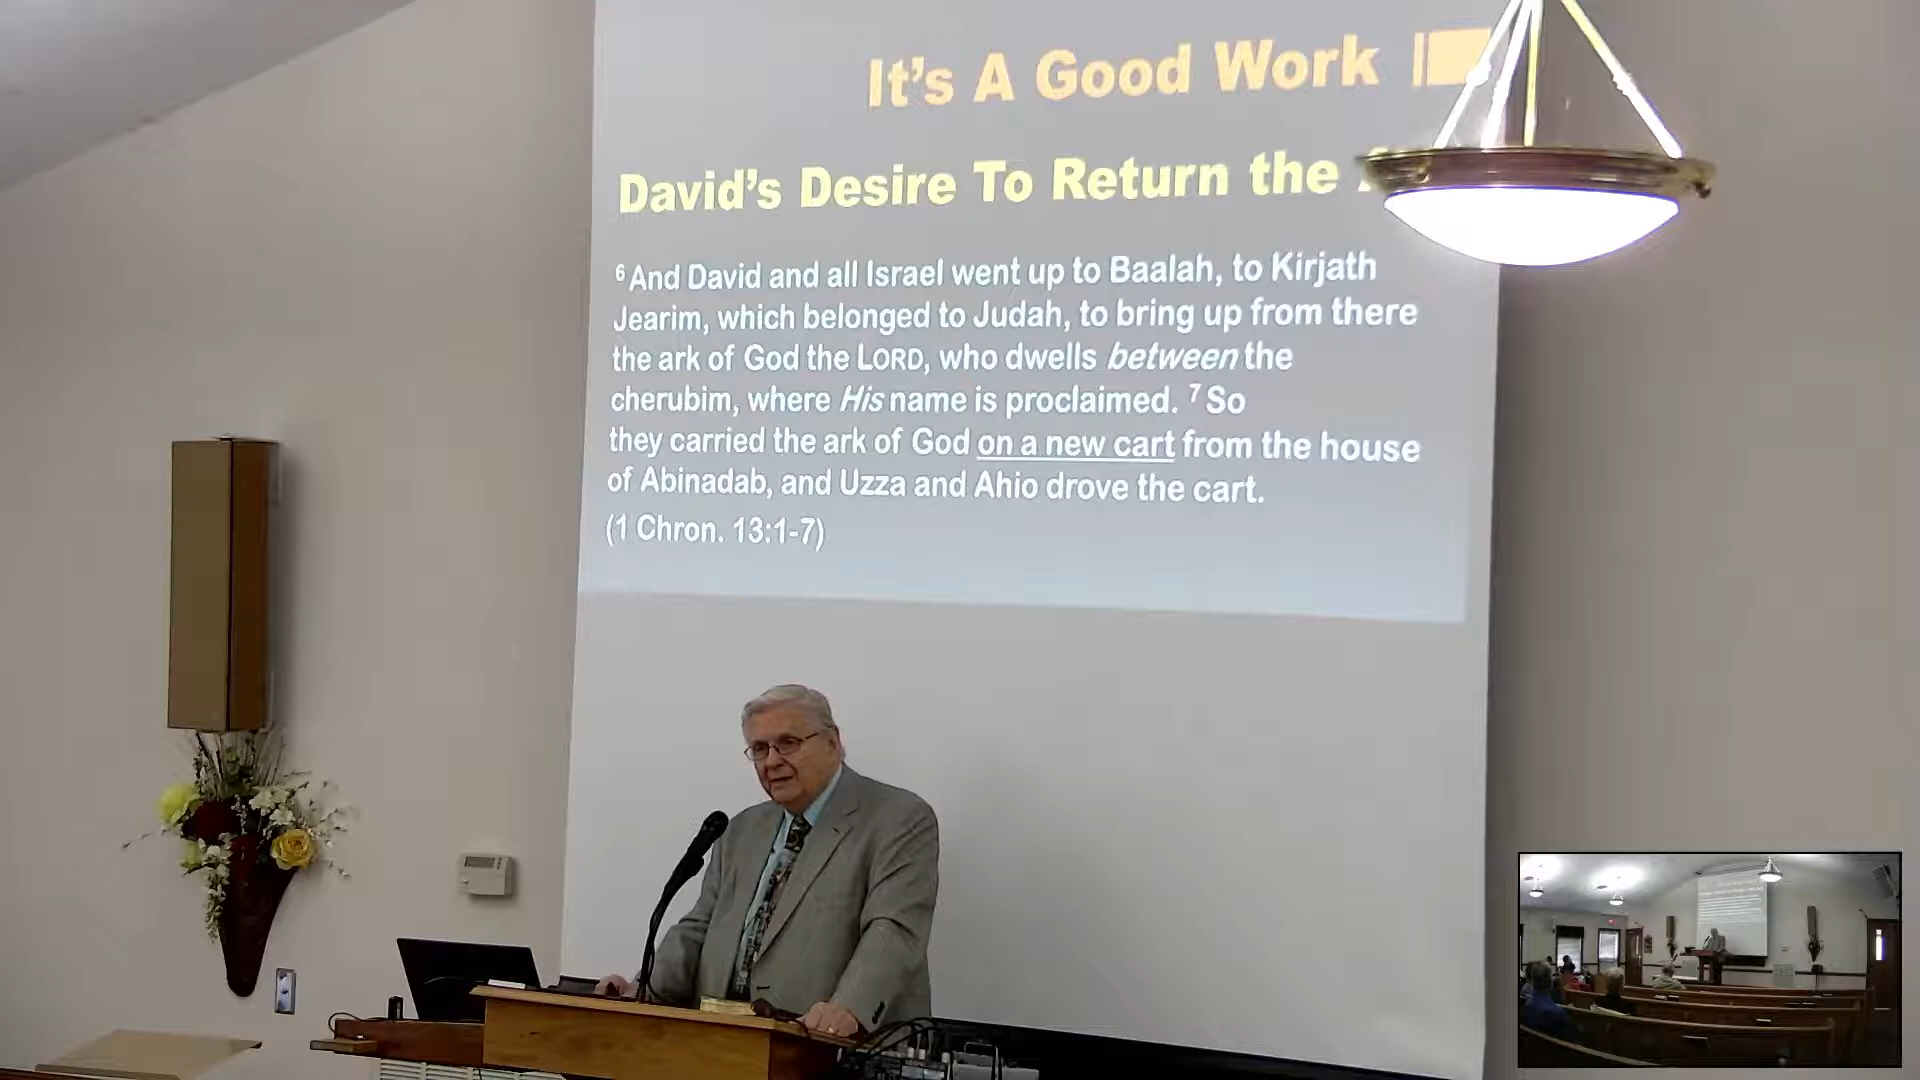 It's A Good Work
David's Desire To Return the
⁶ And David and all Israel went up to Baalah, to Kirjath
Jearim, which belonged to Judah, to bring up from there
the ark of God the LORD, who dwells between the
cherubim, where His name is proclaimed. ⁷ So
they carried the ark of God on a new cart from the house
of Abinadab, and Uzza and Ahio drove the cart.
(1 Chron. 13:1-7)